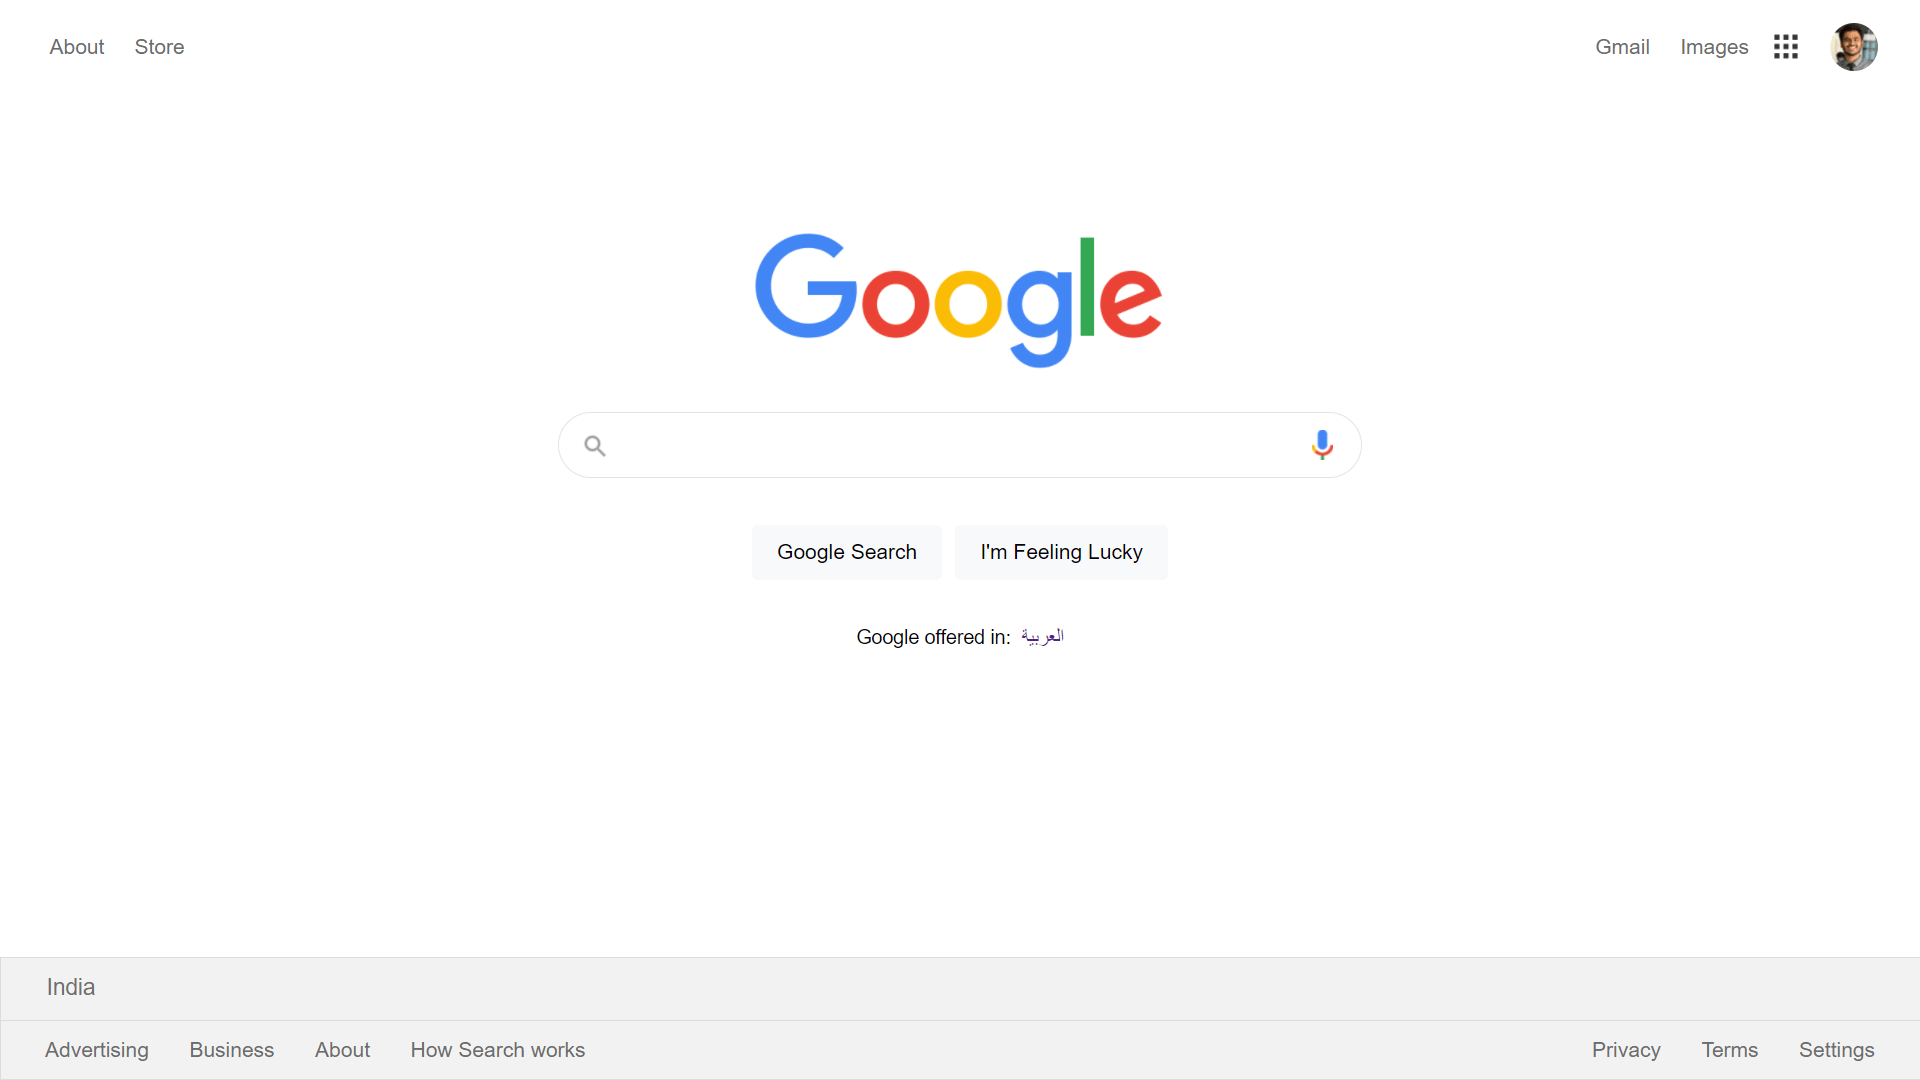 About Store Gmail Images
Google
Google Search I'm Feeling Lucky
Google offered in: العربية
India
Advertising Business About How Search works Privacy Terms Settings